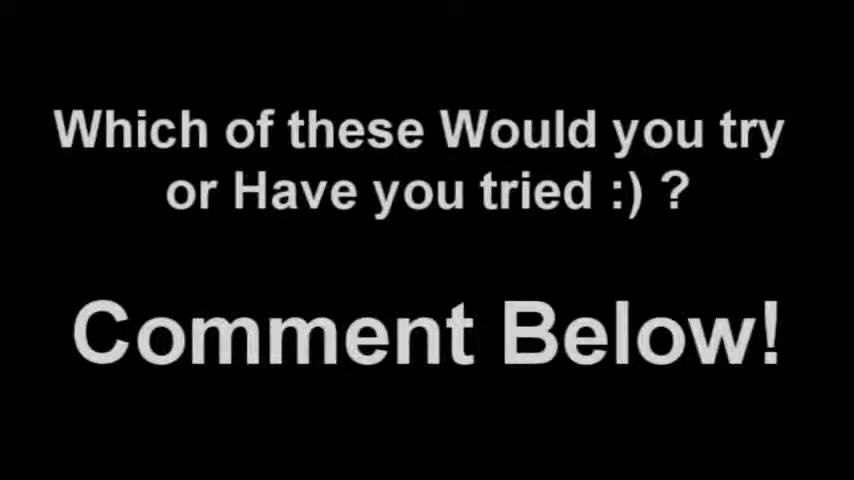 Which of these Would you try
or Have you tried :) ?
Comment Below!